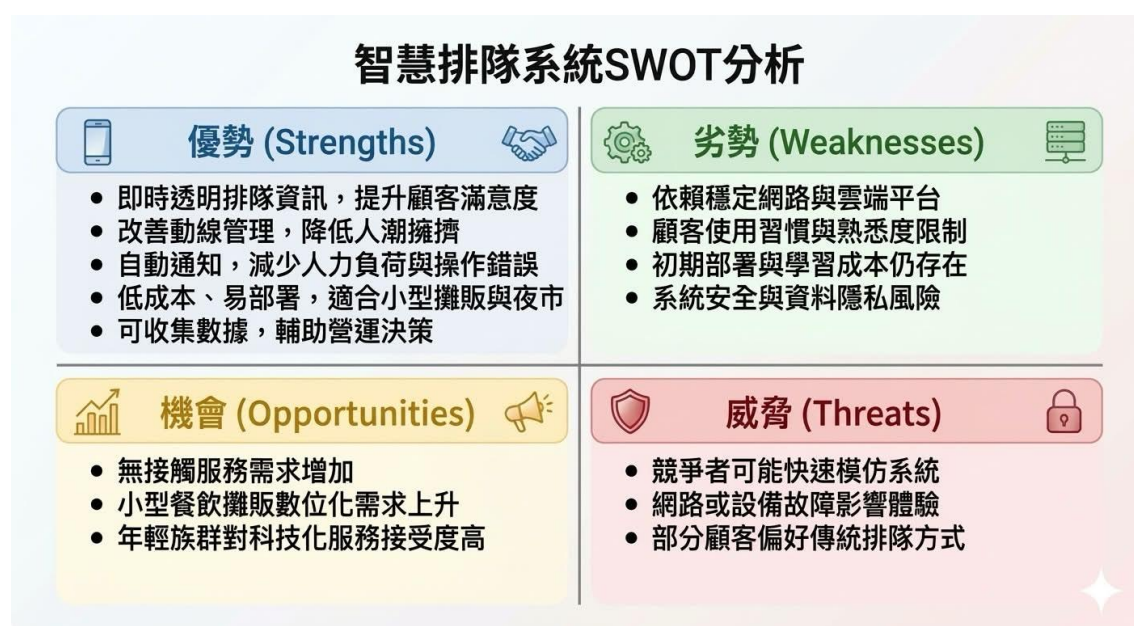 智慧排隊系統SWOT分析
優勢 (Strengths)
• 即時透明排隊資訊，提升顧客滿意度
• 改善動線管理，降低人潮擁擠
• 自動通知，減少人力負荷與操作錯誤
• 低成本、易部署，適合小型攤販與夜市
• 可收集數據，輔助營運決策
劣勢 (Weaknesses)
• 依賴穩定網路與雲端平台
• 顧客使用習慣與熟悉度限制
• 初期部署與學習成本仍存在
• 系統安全與資料隱私風險
機會 (Opportunities)
• 無接觸服務需求增加
• 小型餐飲攤販數位化需求上升
• 年輕族群對科技化服務接受度高
威脅 (Threats)
• 競爭者可能快速模仿系統
• 網路或設備故障影響體驗
• 部分顧客偏好傳統排隊方式